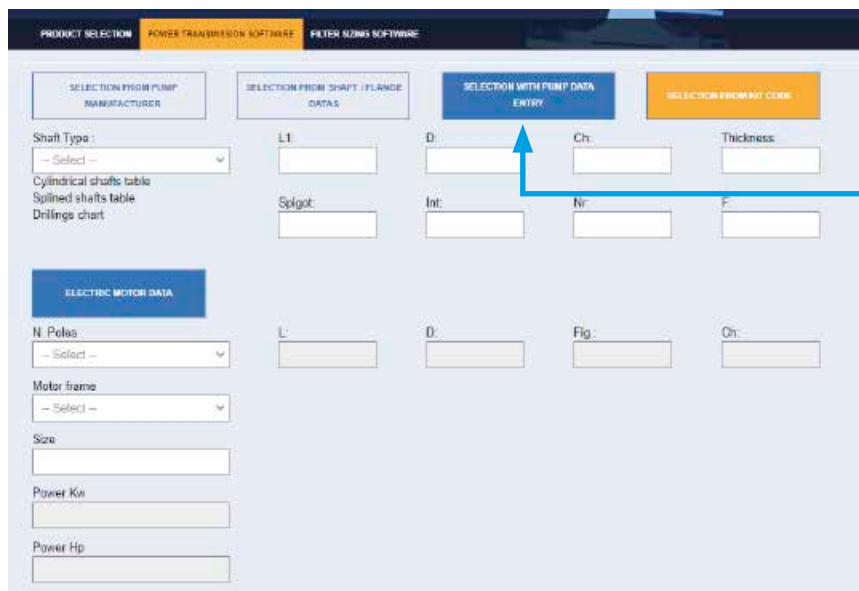 PRODUCT SELECTION POWER TRANSMISSION SOFTWARE FILTER SIZING SOFTWARE
SELECTION FROM PUMP MANUFACTURER
SELECTION FROM SHAFT / FLANGE DATAS
SELECTION WITH PUMP DATA ENTRY
SELECTION FROM KIT CODE
Shaft Type : L1: D: Ch: Thickness:
-- Select --
Cylindrical shafts table
Splined shafts table
Drillings chart
Spigot: Int: Nr: F:
ELECTRIC MOTOR DATA
N. Poles L: D: Fig.: Ch:
-- Select --
Motor frame
-- Select --
Size
Power Kw
Power Hp